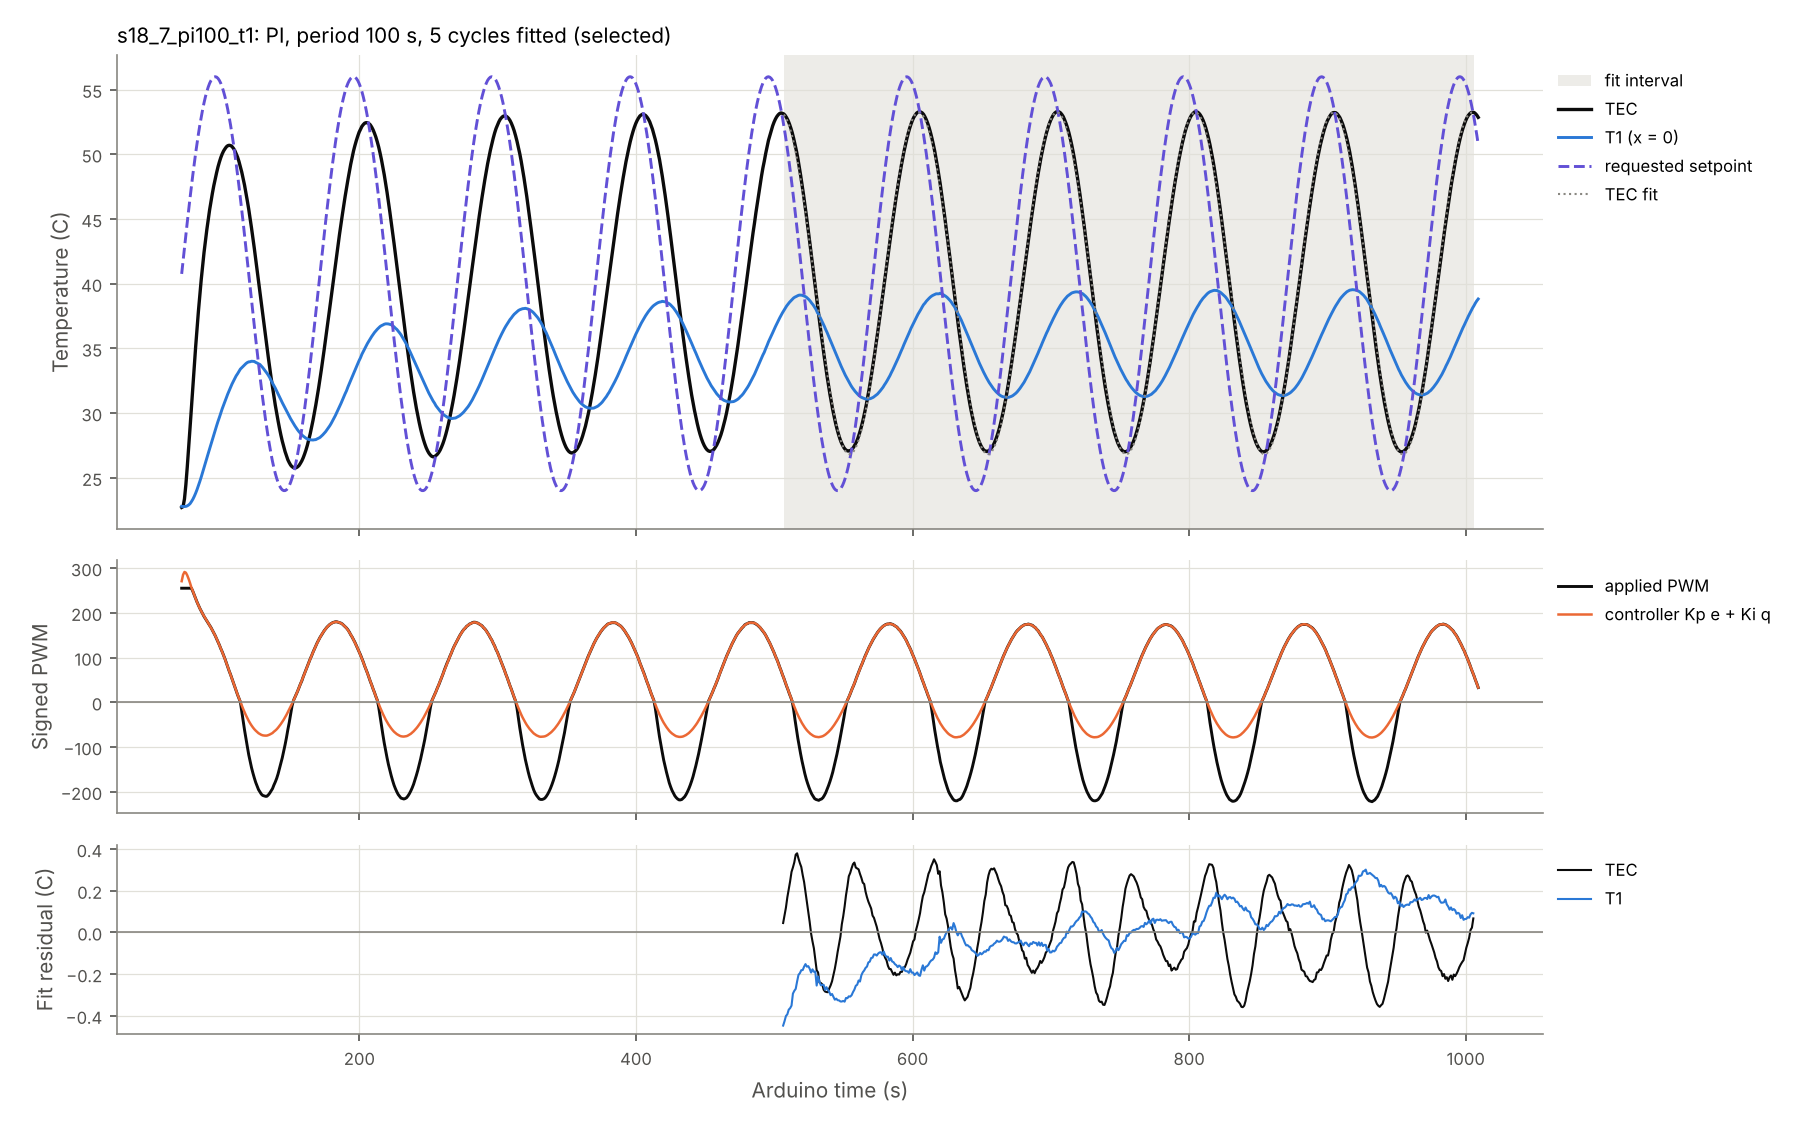 s18_7_pi100_t1: PI, period 100 s, 5 cycles fitted (selected)
Temperature (C)
55
50
45
40
35
30
25
fit interval
TEC
T1 (x = 0)
requested setpoint
TEC fit
Signed PWM
300
200
100
0
−100
−200
applied PWM
controller Kp e + Ki q
Fit residual (C)
0.4
0.2
0.0
−0.2
−0.4
TEC
T1
200
400
600
800
1000
Arduino time (s)